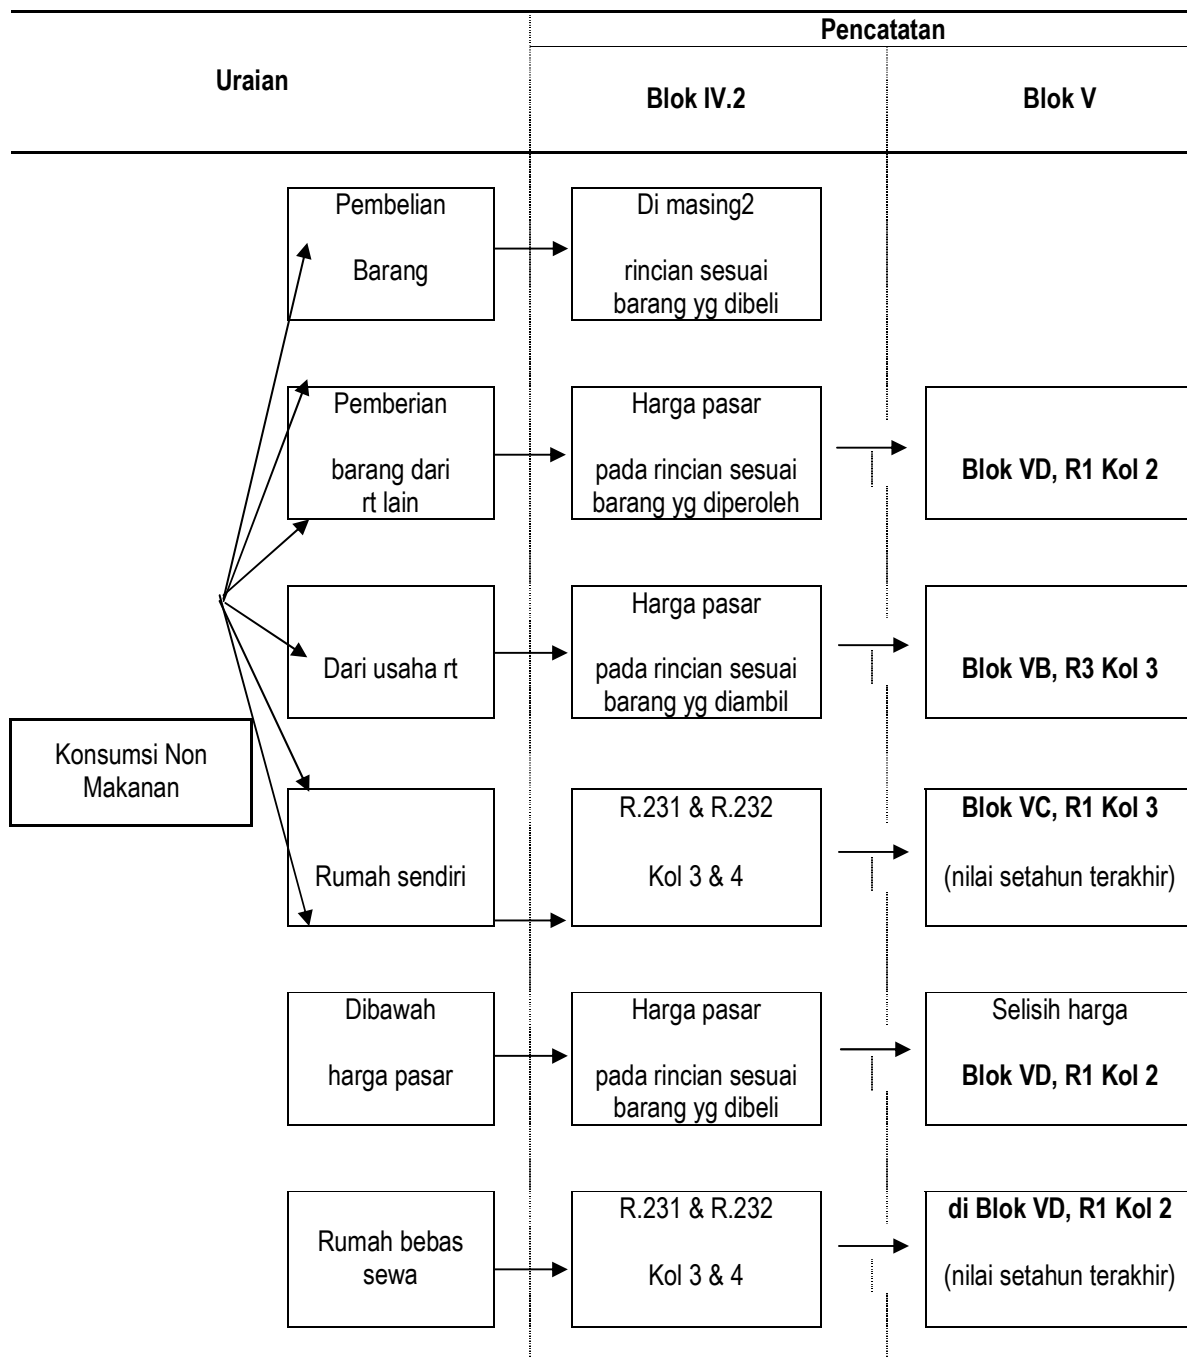 Pencatatan
Uraian
Blok IV.2
Blok V
Pembelian
Barang
Di masing2
rincian sesuai
barang yg dibeli
Pemberian
barang dari
rt lain
Harga pasar
pada rincian sesuai
barang yg diperoleh
Blok VD, R1 Kol 2
Dari usaha rt
Harga pasar
pada rincian sesuai
barang yg diambil
Blok VB, R3 Kol 3
Konsumsi Non
Makanan
Rumah sendiri
R.231 & R.232
Kol 3 & 4
Blok VC, R1 Kol 3
(nilai setahun terakhir)
Dibawah
harga pasar
Harga pasar
pada rincian sesuai
barang yg dibeli
Selisih harga
Blok VD, R1 Kol 2
Rumah bebas
sewa
R.231 & R.232
Kol 3 & 4
di Blok VD, R1 Kol 2
(nilai setahun terakhir)